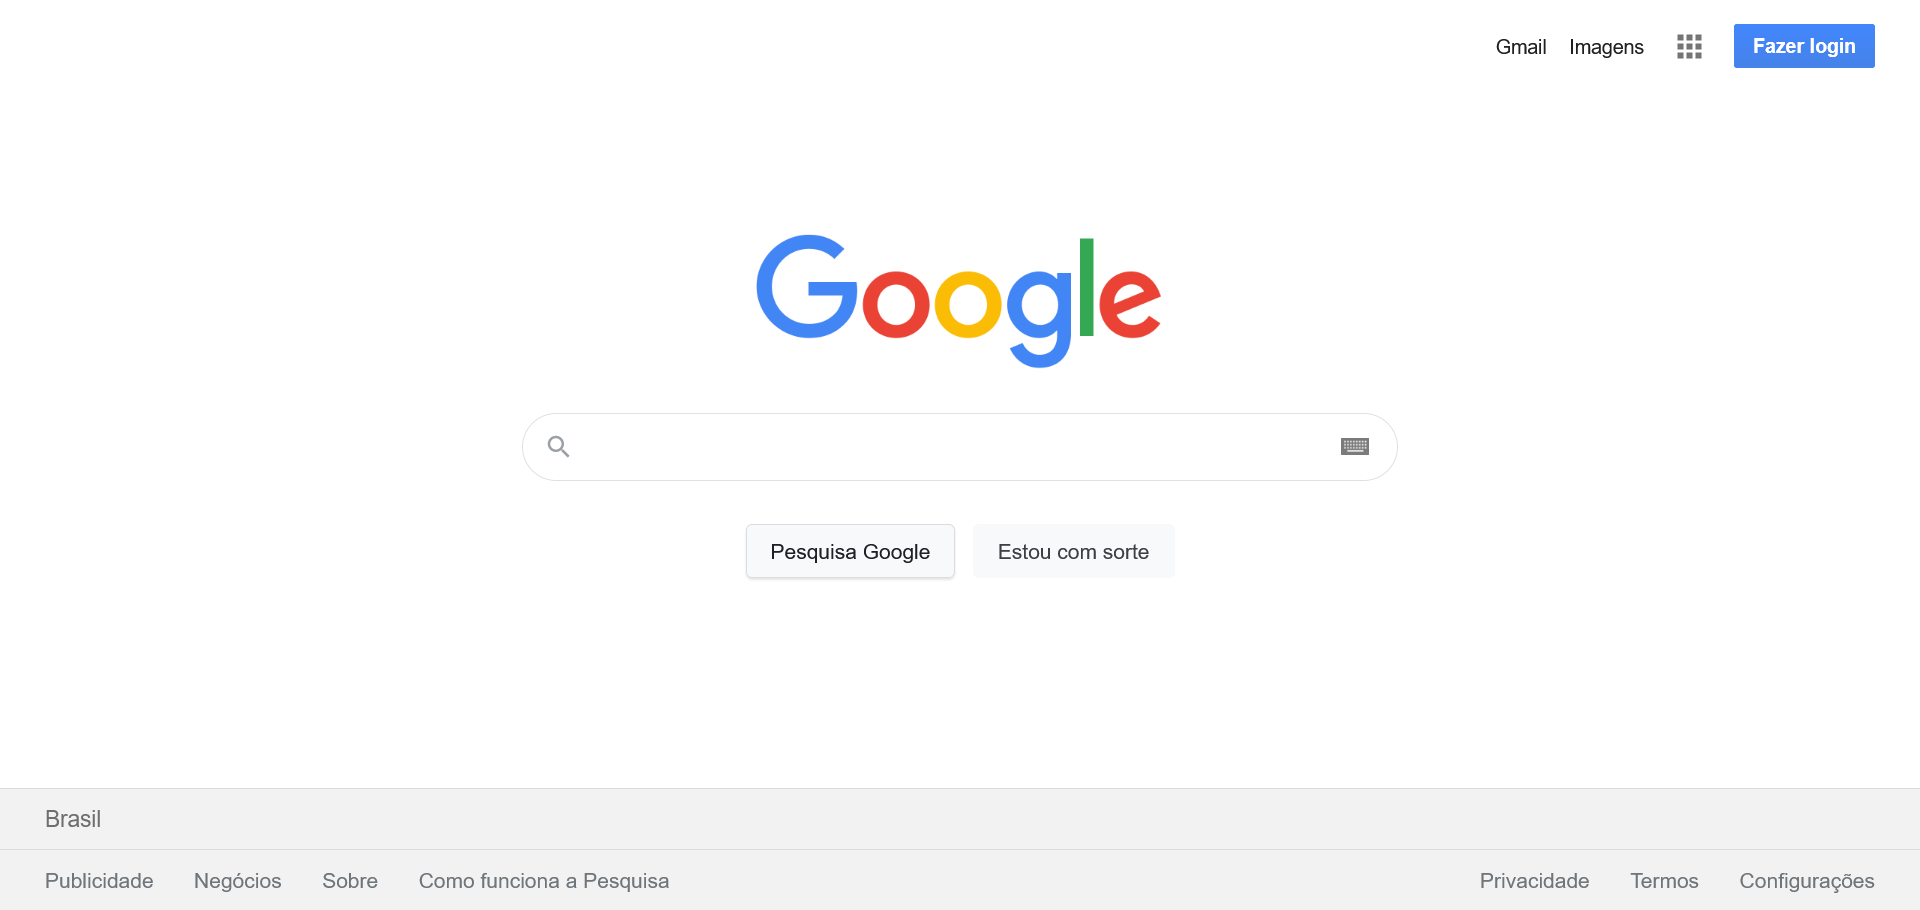 Gmail Imagens Fazer login
Google
Pesquisa Google Estou com sorte
Brasil
Publicidade Negócios Sobre Como funciona a Pesquisa Privacidade Termos Configurações